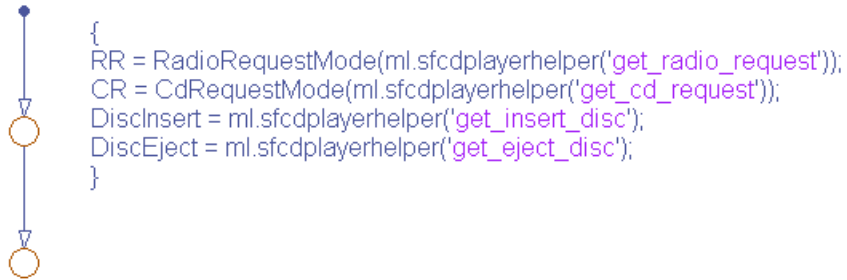 {
RR = RadioRequestMode(ml.sfcdplayerhelper('get_radio_request'));
CR = CdRequestMode(ml.sfcdplayerhelper('get_cd_request'));
DiscInsert = ml.sfcdplayerhelper('get_insert_disc');
DiscEject = ml.sfcdplayerhelper('get_eject_disc');
}